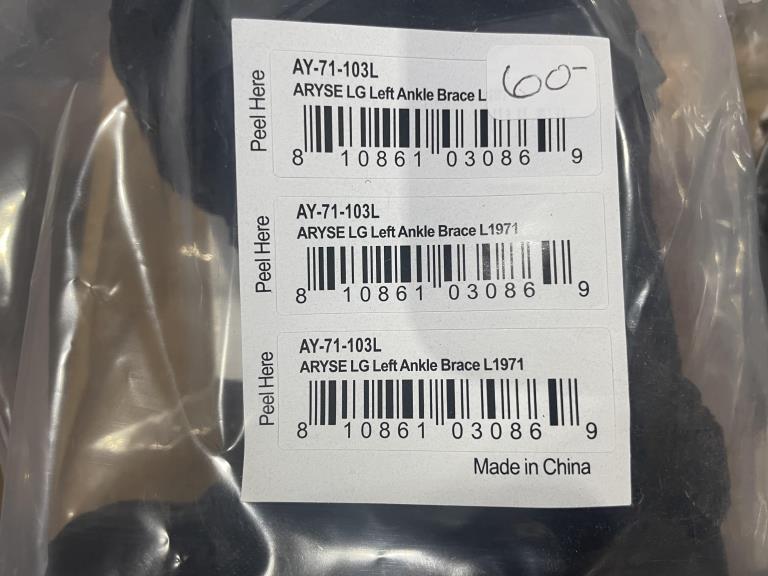 Peel Here
AY-71-103L
60-
ARYSE LG Left Ankle Brace L
8 10861 03086 9
Peel Here
AY-71-103L
ARYSE LG Left Ankle Brace L1971
8 10861 03086 9
Peel Here
AY-71-103L
ARYSE LG Left Ankle Brace L1971
8 10861 03086 9
Made in China